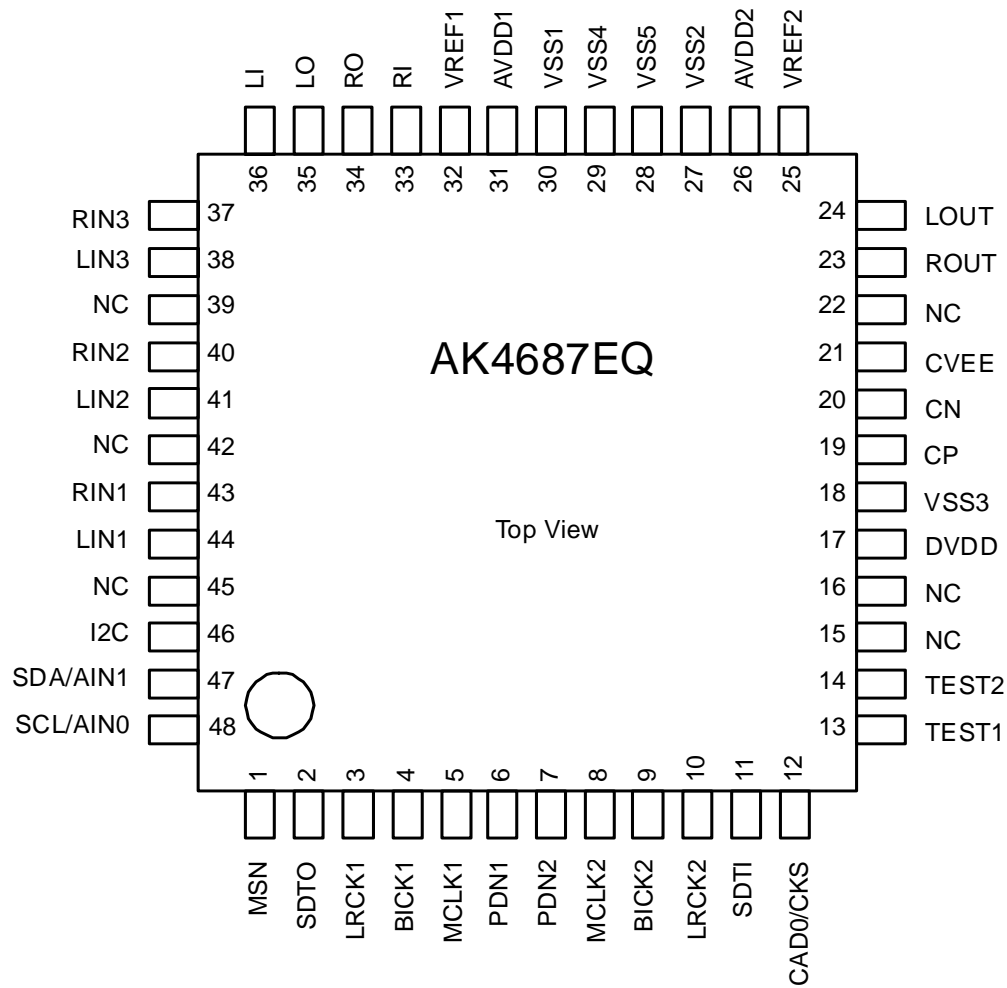 LI
LO
RO
RI
VREF1
AVDD1
VSS1
VSS4
VSS5
VSS2
AVDD2
VREF2
36
35
34
33
32
31
30
29
28
27
26
25
RIN3 37
LIN3 38
NC 39
RIN2 40
LIN2 41
NC 42
RIN1 43
LIN1 44
NC 45
I2C 46
SDA/AIN1 47
SCL/AIN0 48
AK4687EQ
Top View
24 LOUT
23 ROUT
22 NC
21 CVEE
20 CN
19 CP
18 VSS3
17 DVDD
16 NC
15 NC
14 TEST2
13 TEST1
1
2
3
4
5
6
7
8
9
10
11
12
MSN
SDTO
LRCK1
BICK1
MCLK1
PDN1
PDN2
MCLK2
BICK2
LRCK2
SDTI
CAD0/CKS